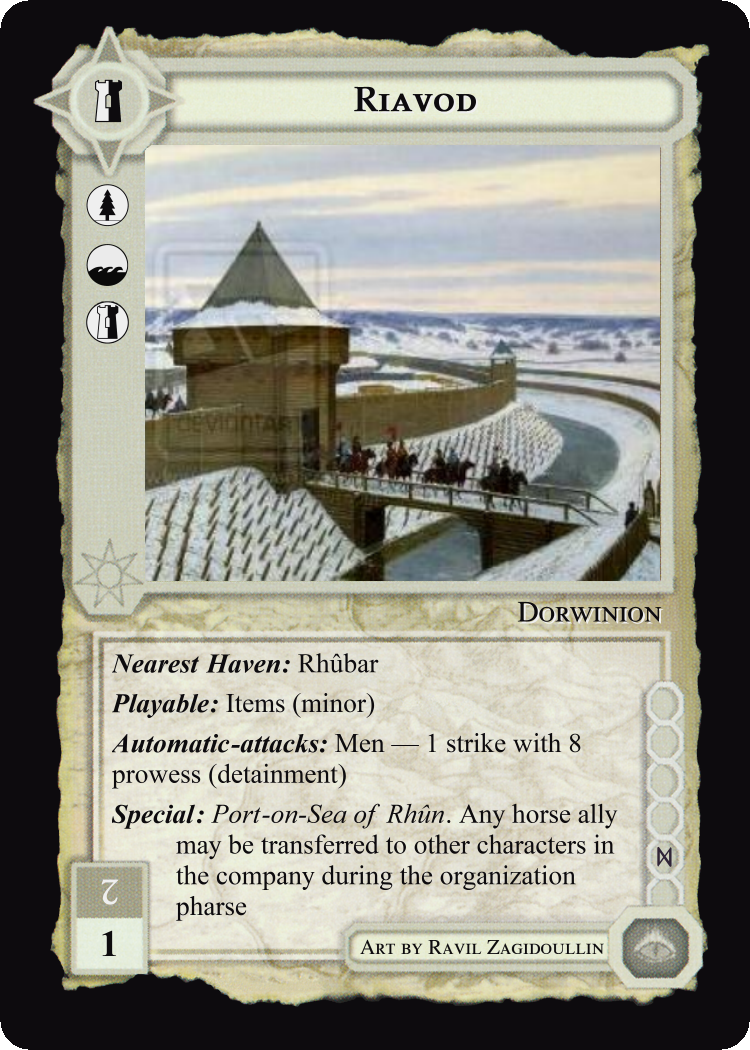 RIAVOD
deviantART
DORWINION
Nearest Haven: Rhûbar
Playable: Items (minor)
Automatic-attacks: Men — 1 strike with 8
prowess (detainment)
Special: Port-on-Sea of Rhûn. Any horse ally
may be transferred to other characters in
the company during the organization
pharse
1
ART BY RAVIL ZAGIDOULLIN